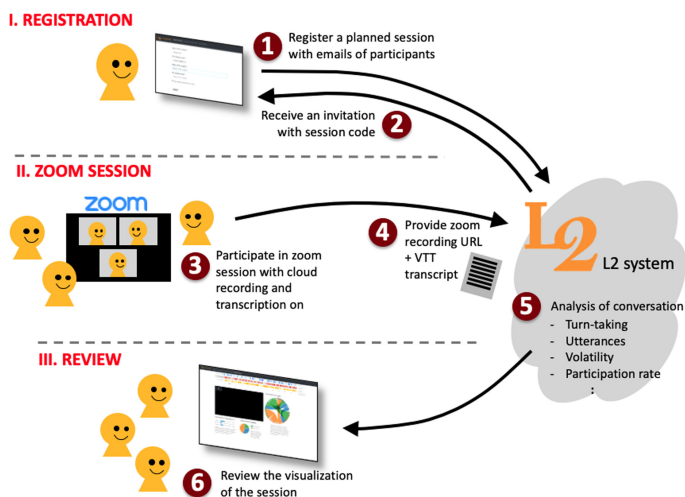 I. REGISTRATION
1
Register a planned session
with emails of participants
Receive an invitation
with session code
2
II. ZOOM SESSION
zoom
3
Participate in zoom
session with cloud
recording and
transcription on
4
Provide zoom
recording URL
+ VTT
transcript
L2
L2 system
5
Analysis of conversation
- Turn-taking
- Utterances
- Volatility
- Participation rate
:
III. REVIEW
6
Review the visualization
of the session